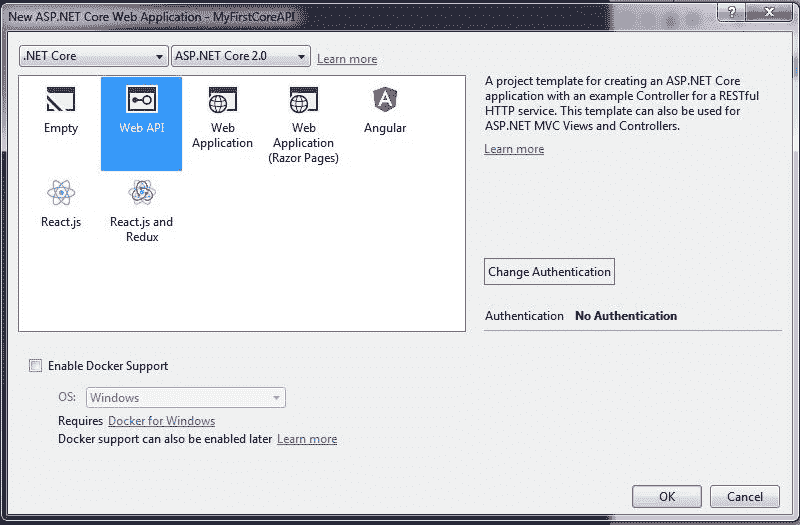 New ASP.NET Core Web Application - MyFirstCoreAPI
?
.NET Core ASP.NET Core 2.0 Learn more
Empty
Web API
Web
Application
Web
Application
(Razor Pages)
Angular
React.js
React.js and
Redux
A project template for creating an ASP.NET Core
application with an example Controller for a RESTful
HTTP service. This template can also be used for
ASP.NET MVC Views and Controllers.
Learn more
Change Authentication
Authentication No Authentication
Enable Docker Support
OS: Windows
Requires Docker for Windows
Docker support can also be enabled later Learn more
OK Cancel